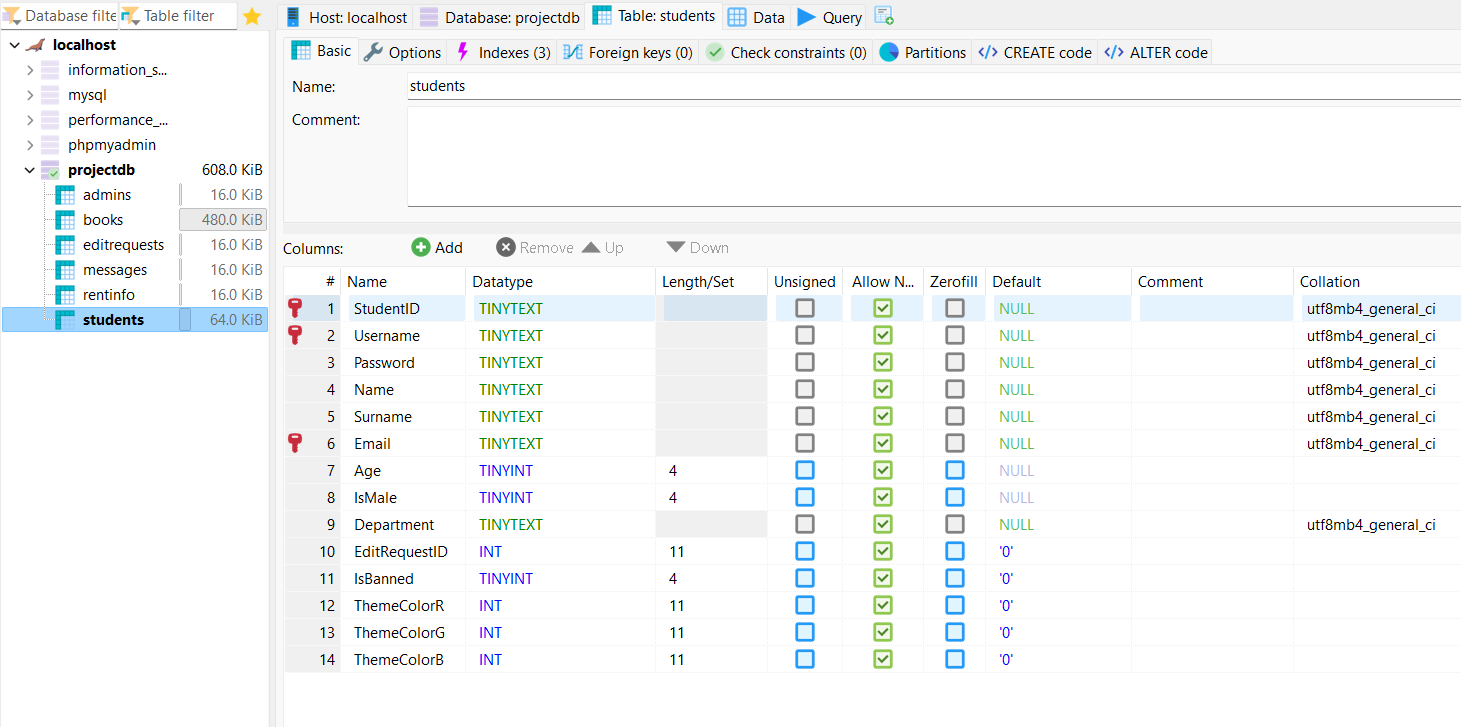 Database filte Table filter
Host: localhost Database: projectdb Table: students Data Query
localhost
information_s...
mysql
performance_...
phpmyadmin
projectdb 608.0 KiB
admins 16.0 KiB
books 480.0 KiB
editrequests 16.0 KiB
messages 16.0 KiB
rentinfo 16.0 KiB
students 64.0 KiB
Basic Options Indexes (3) Foreign keys (0) Check constraints (0) Partitions </> CREATE code </> ALTER code
Name: students
Comment:
Columns: Add Remove Up Down
# Name Datatype Length/Set Unsigned Allow N... Zerofill Default Comment Collation
1 StudentID TINYTEXT NULL utf8mb4_general_ci
2 Username TINYTEXT NULL utf8mb4_general_ci
3 Password TINYTEXT NULL utf8mb4_general_ci
4 Name TINYTEXT NULL utf8mb4_general_ci
5 Surname TINYTEXT NULL utf8mb4_general_ci
6 Email TINYTEXT NULL utf8mb4_general_ci
7 Age TINYINT 4 NULL
8 IsMale TINYINT 4 NULL
9 Department TINYTEXT NULL utf8mb4_general_ci
10 EditRequestID INT 11 '0'
11 IsBanned TINYINT 4 '0'
12 ThemeColorR INT 11 '0'
13 ThemeColorG INT 11 '0'
14 ThemeColorB INT 11 '0'